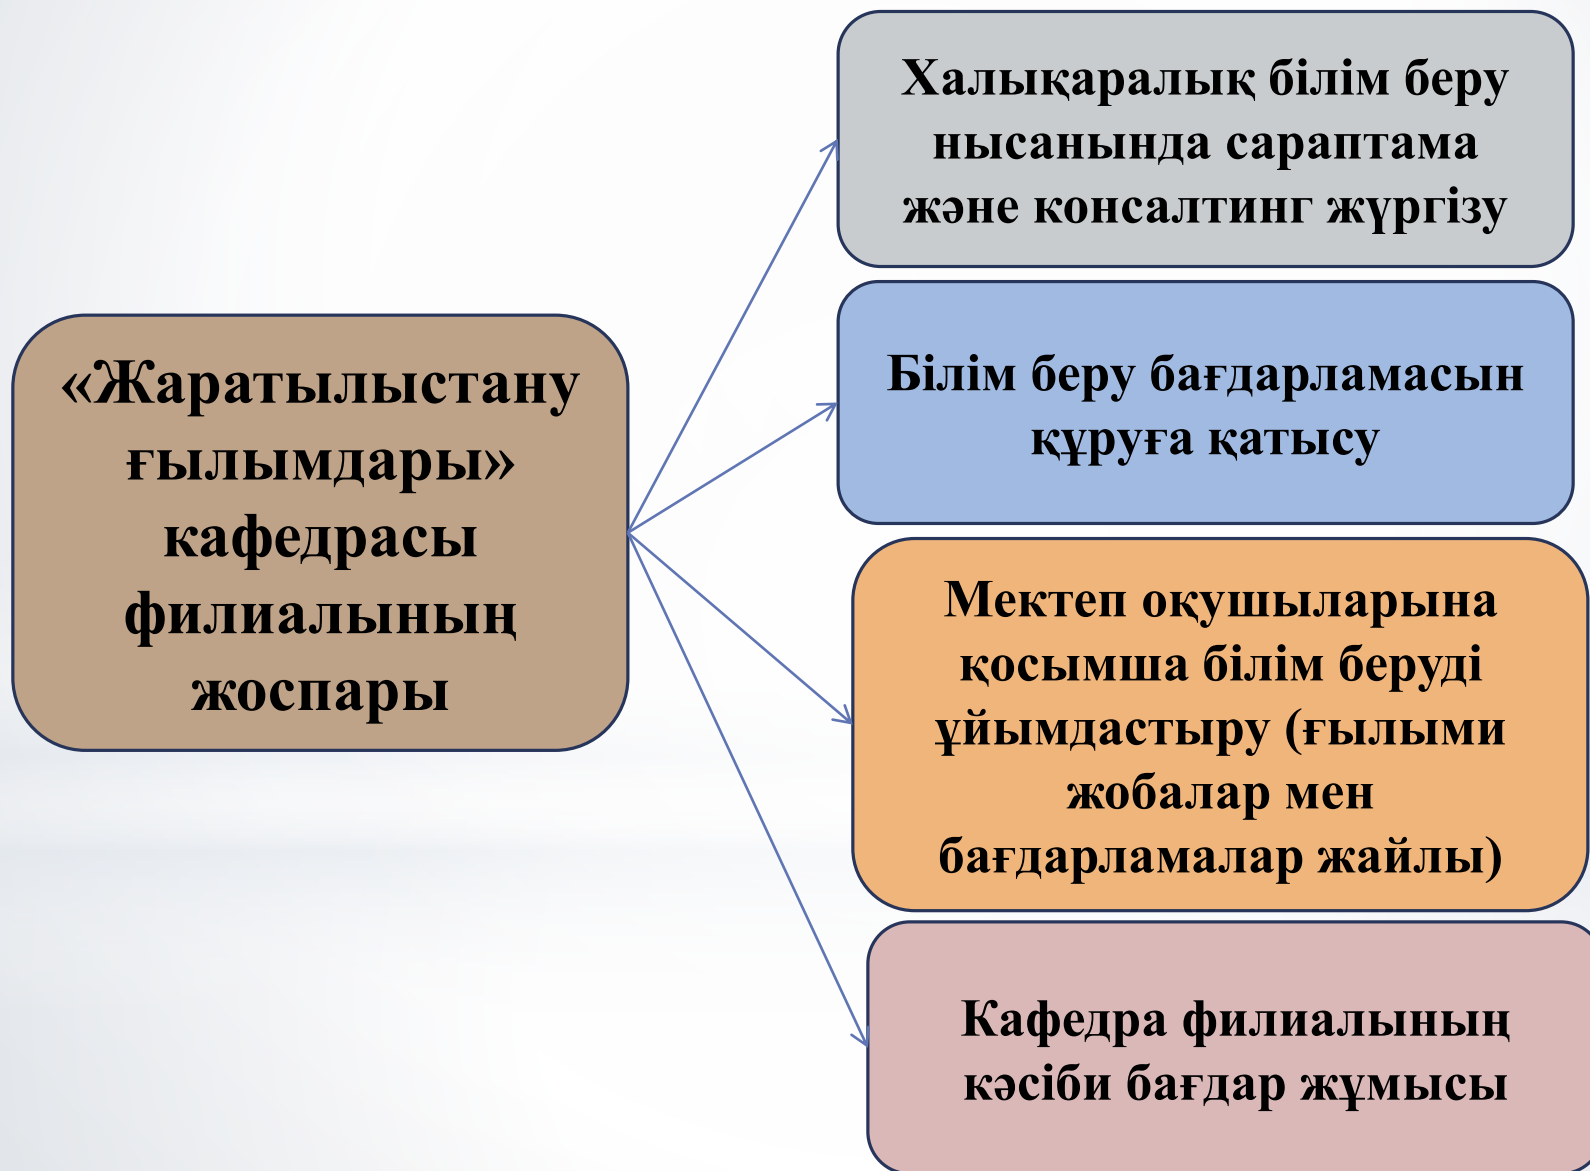 «Жаратылыстану
ғылымдары»
кафедрасы
филиалының
жоспары
Халықаралық білім беру
нысанында сараптама
және консалтинг жүргізу
Білім беру бағдарламасын
құруға қатысу
Мектеп оқушыларына
қосымша білім беруді
ұйымдастыру (ғылыми
жобалар мен
бағдарламалар жайлы)
Кафедра филиалының
кәсіби бағдар жұмысы